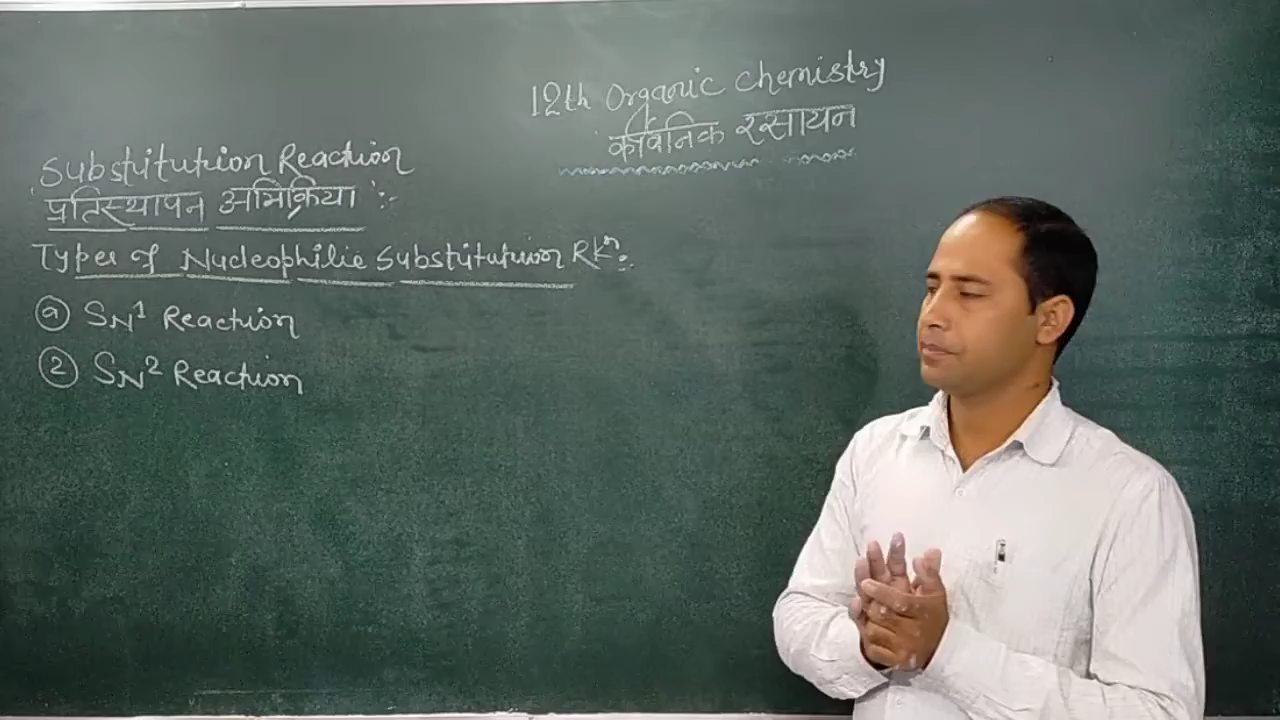 12th Organic Chemistry
कार्बनिक रसायन
Substitution Reaction
प्रतिस्थापन अभिक्रिया :-
Types of Nucleophilic Substitution Rkⁿ:
(a) SN¹ Reaction
(2) SN² Reaction